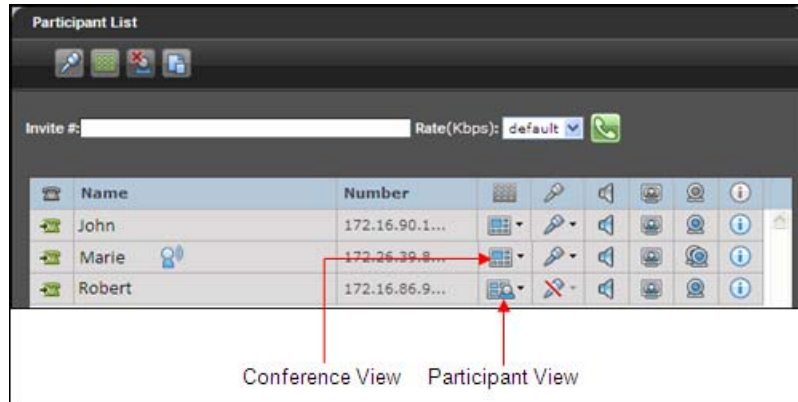 Participant List
Invite #: Rate(Kbps): default
Name Number
John 172.16.90.1...
Marie 172.26.39.8...
Robert 172.16.86.9...
Conference View Participant View